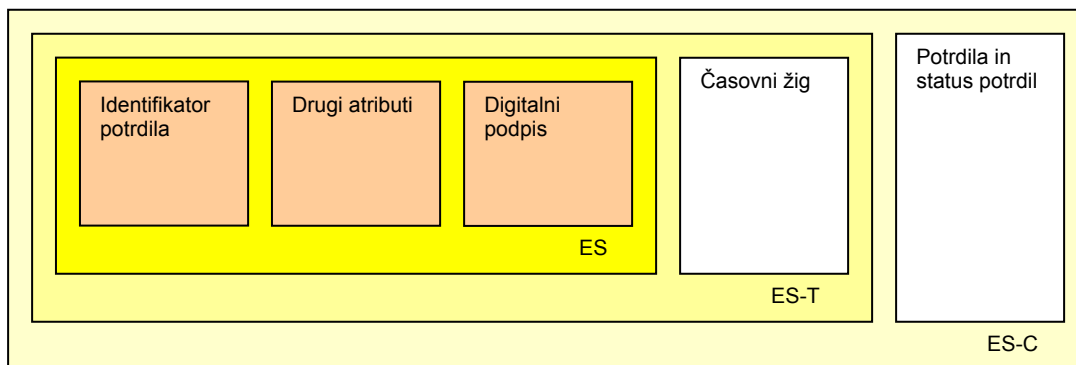 Identifikator
potrdila
Drugi atributi
Digitalni
podpis
ES
Časovni žig
ES-T
Potrdila in
status potrdil
ES-C